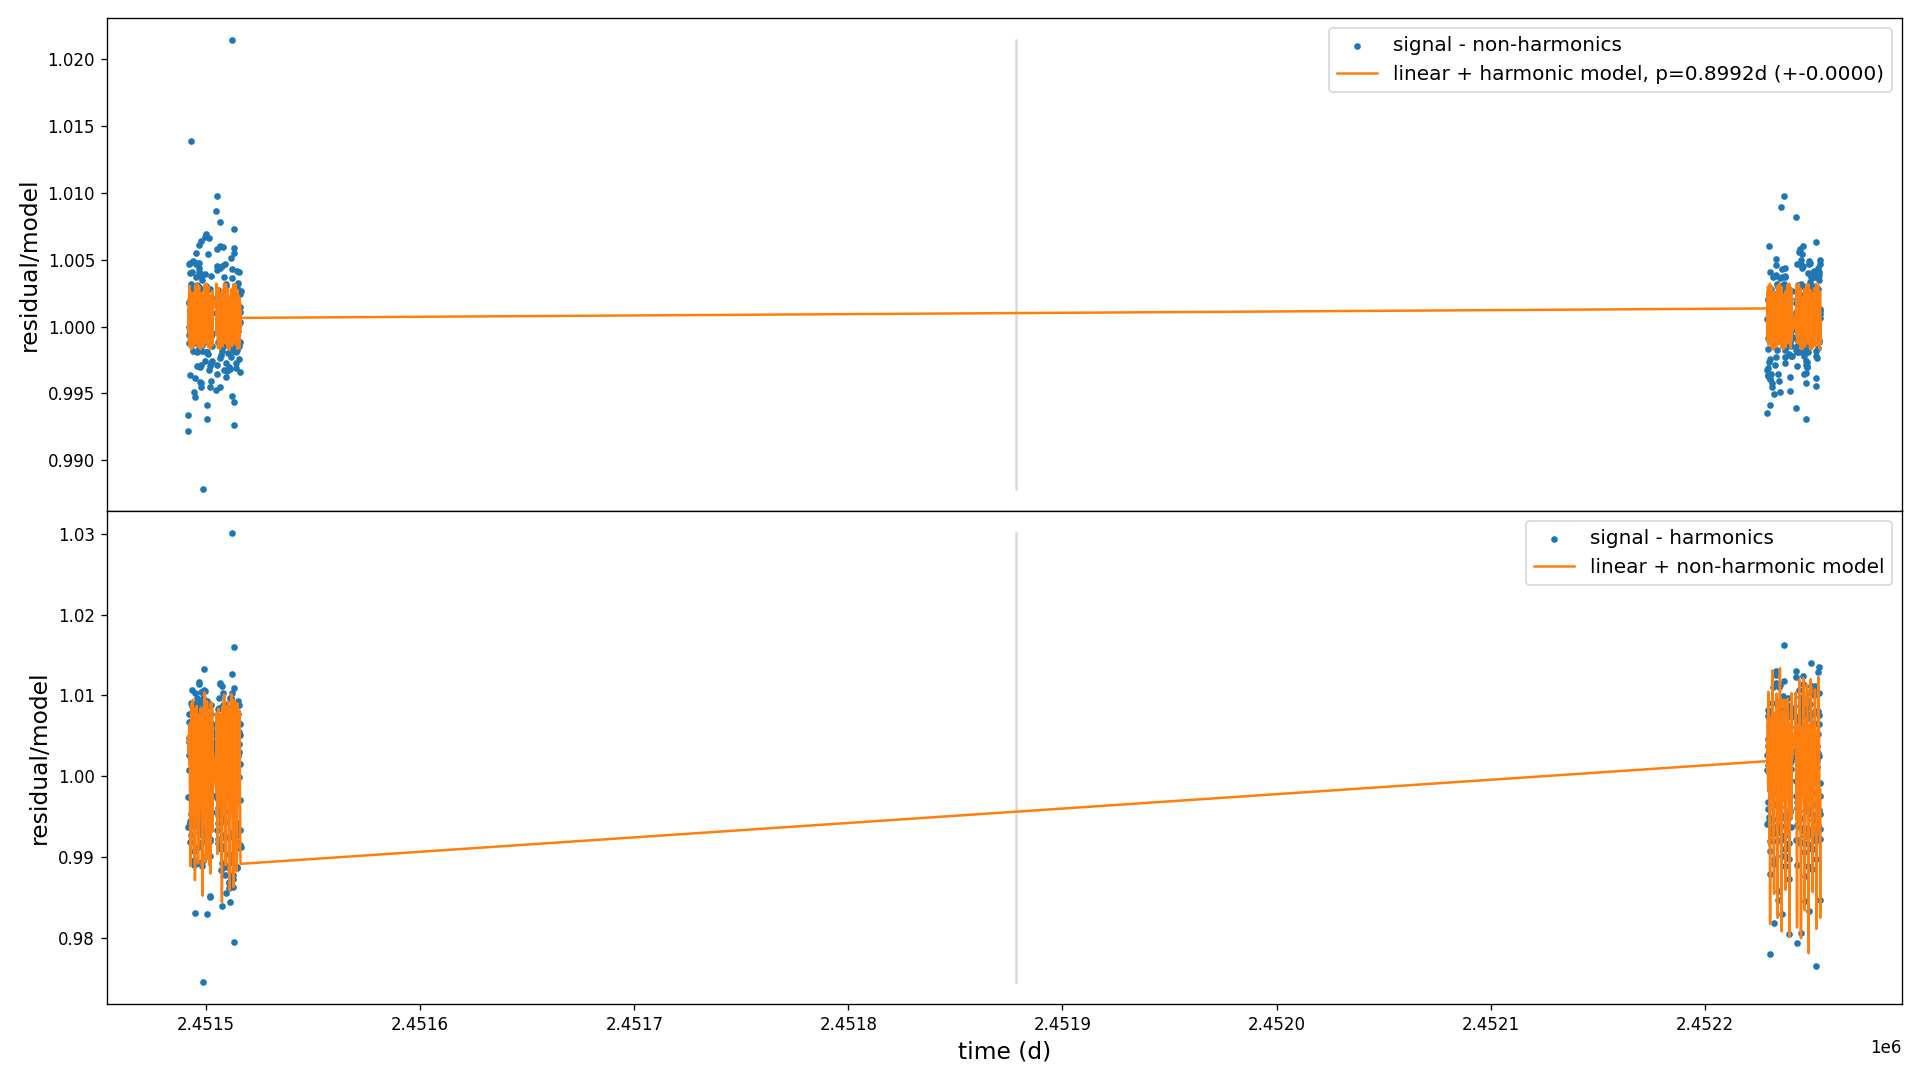 signal - non-harmonics
linear + harmonic model, p=0.8992d (+-0.0000)
residual/model
1.020
1.015
1.010
1.005
1.000
0.995
0.990
signal - harmonics
linear + non-harmonic model
residual/model
1.03
1.02
1.01
1.00
0.99
0.98
2.4515 2.4516 2.4517 2.4518 2.4519 2.4520 2.4521 2.4522
time (d)
1e6